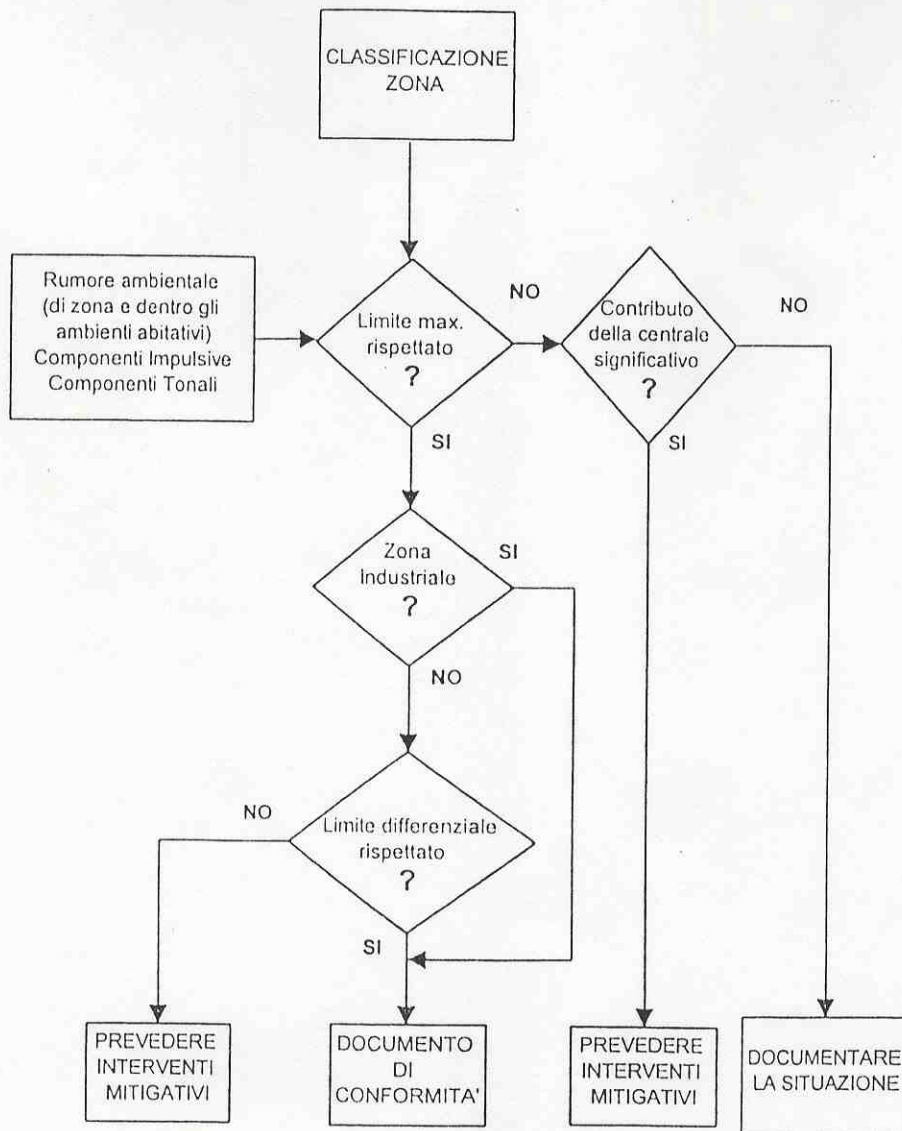 CLASSIFICAZIONE
ZONA
Rumore ambientale
(di zona e dentro gli
ambienti abitativi)
Componenti Impulsive
Componenti Tonali
Limite max.
rispettato
?
NO
Contributo
della centrale
significativo
?
NO
SI
SI
Zona
Industriale
?
SI
NO
Limite differenziale
rispettato
?
NO
SI
PREVEDERE
INTERVENTI
MITIGATIVI
DOCUMENTO
DI
CONFORMITA'
PREVEDERE
INTERVENTI
MITIGATIVI
DOCUMENTARE
LA SITUAZIONE